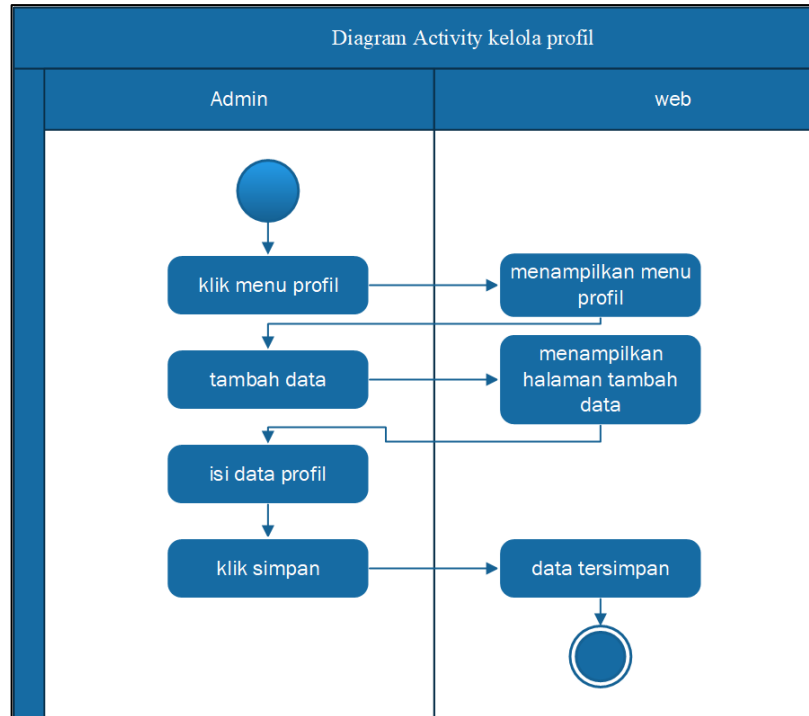 Diagram Activity kelola profil
Admin
web
klik menu profil
menampilkan menu
profil
tambah data
menampilkan
halaman tambah
data
isi data profil
klik simpan
data tersimpan